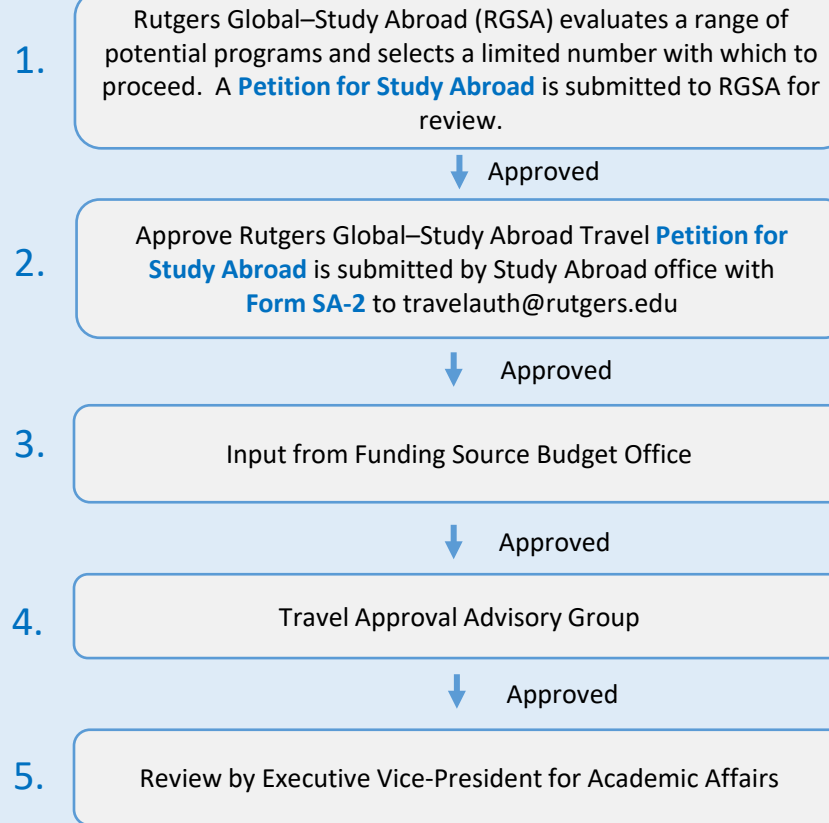 1.
Rutgers Global–Study Abroad (RGSA) evaluates a range of
potential programs and selects a limited number with which to
proceed.  A Petition for Study Abroad is submitted to RGSA for
review.
Approved
2.
Approve Rutgers Global–Study Abroad Travel Petition for
Study Abroad is submitted by Study Abroad office with
Form SA-2 to travelauth@rutgers.edu
Approved
3.
Input from Funding Source Budget Office
Approved
4.
Travel Approval Advisory Group
Approved
5.
Review by Executive Vice-President for Academic Affairs